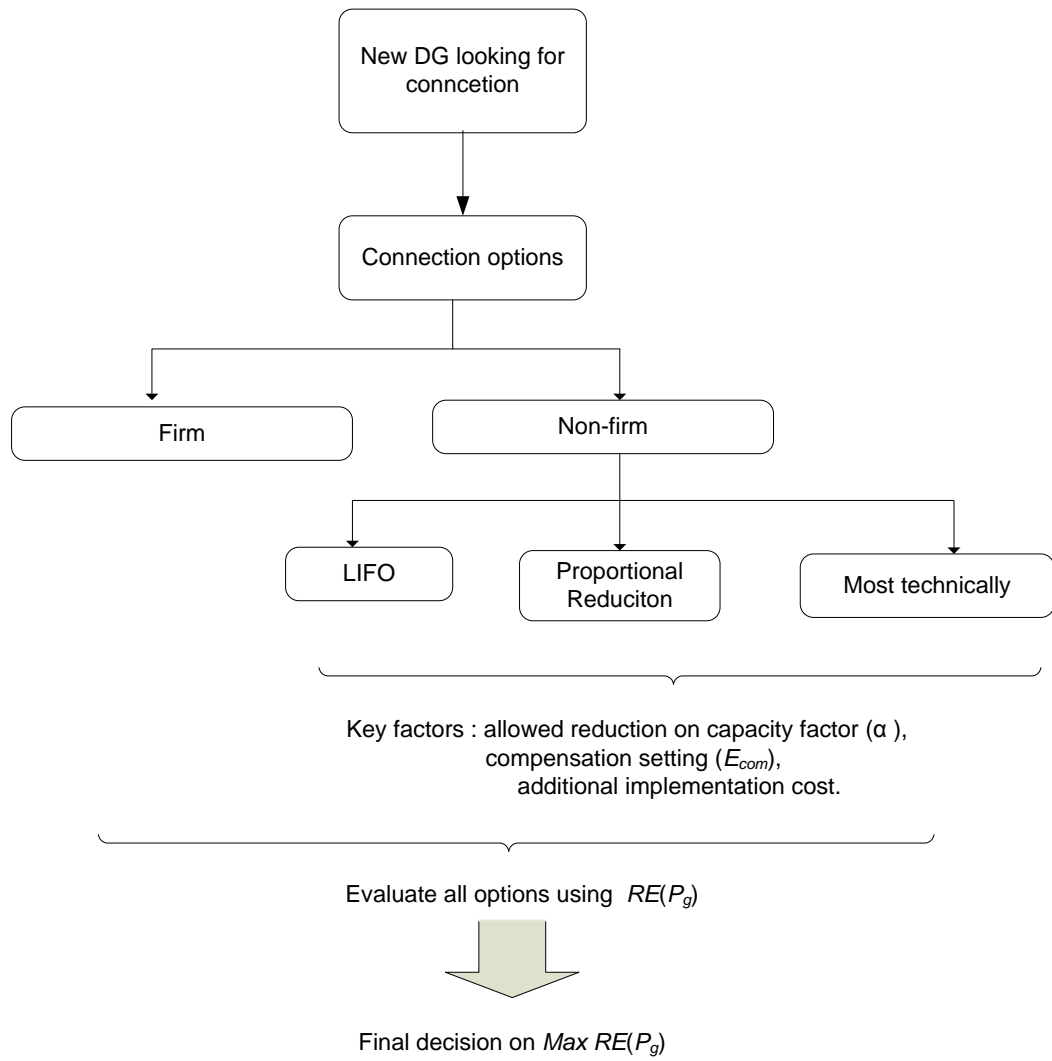 New DG looking for
conncetion
Connection options
Firm
Non-firm
LIFO
Proportional
Reduciton
Most technically
Key factors : allowed reduction on capacity factor (α ),
compensation setting (Ecom),
additional implementation cost.
Evaluate all options using RE(Pg)
Final decision on Max RE(Pg)